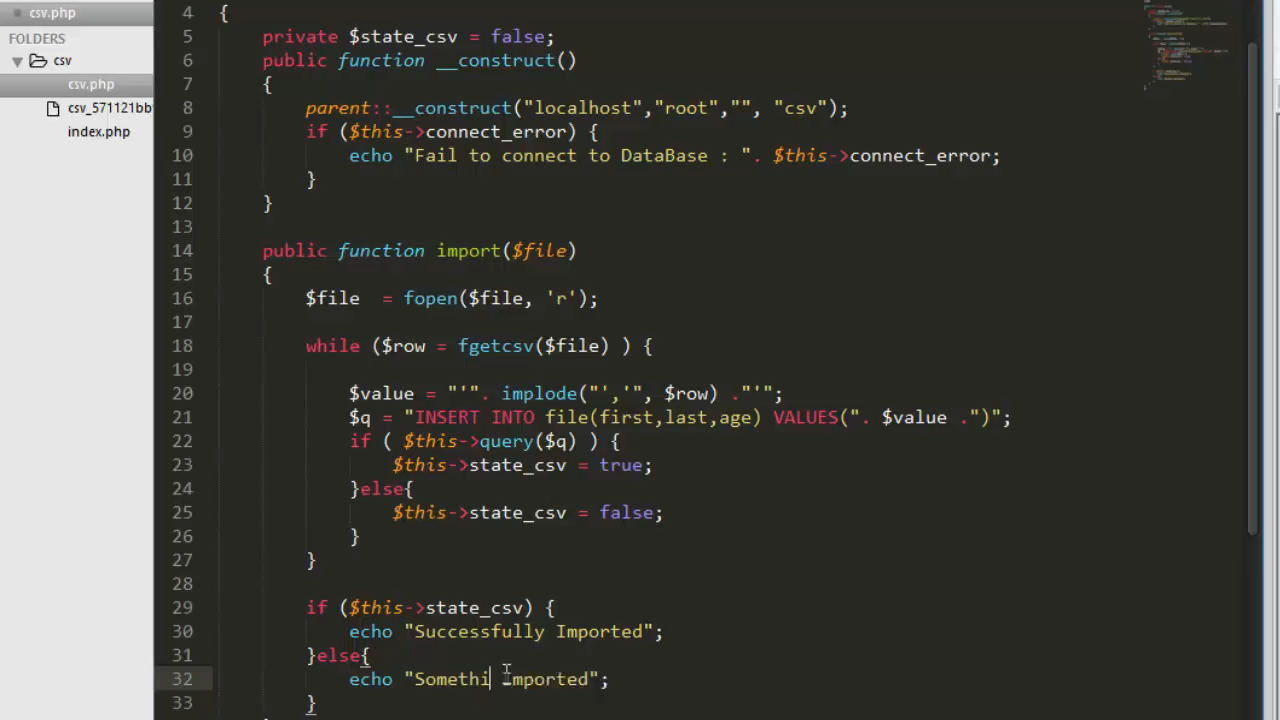 csv.php
FOLDERS
csv
csv.php
csv_571121bb
index.php
4 {
5 private $state_csv = false;
6 public function __construct()
7 {
8 parent::__construct("localhost","root","", "csv");
9 if ($this->connect_error) {
10 echo "Fail to connect to DataBase : ". $this->connect_error;
11 }
12 }
13
14 public function import($file)
15 {
16 $file  = fopen($file, 'r');
17
18 while ($row = fgetcsv($file) ) {
19
20 $value = "'". implode("','", $row) ."'";
21 $q = "INSERT INTO file(first,last,age) VALUES(". $value .")";
22 if ( $this->query($q) ) {
23 $this->state_csv = true;
24 }else{
25 $this->state_csv = false;
26 }
27 }
28
29 if ($this->state_csv) {
30 echo "Successfully Imported";
31 }else{
32 echo "Somethi Imported";
33 }